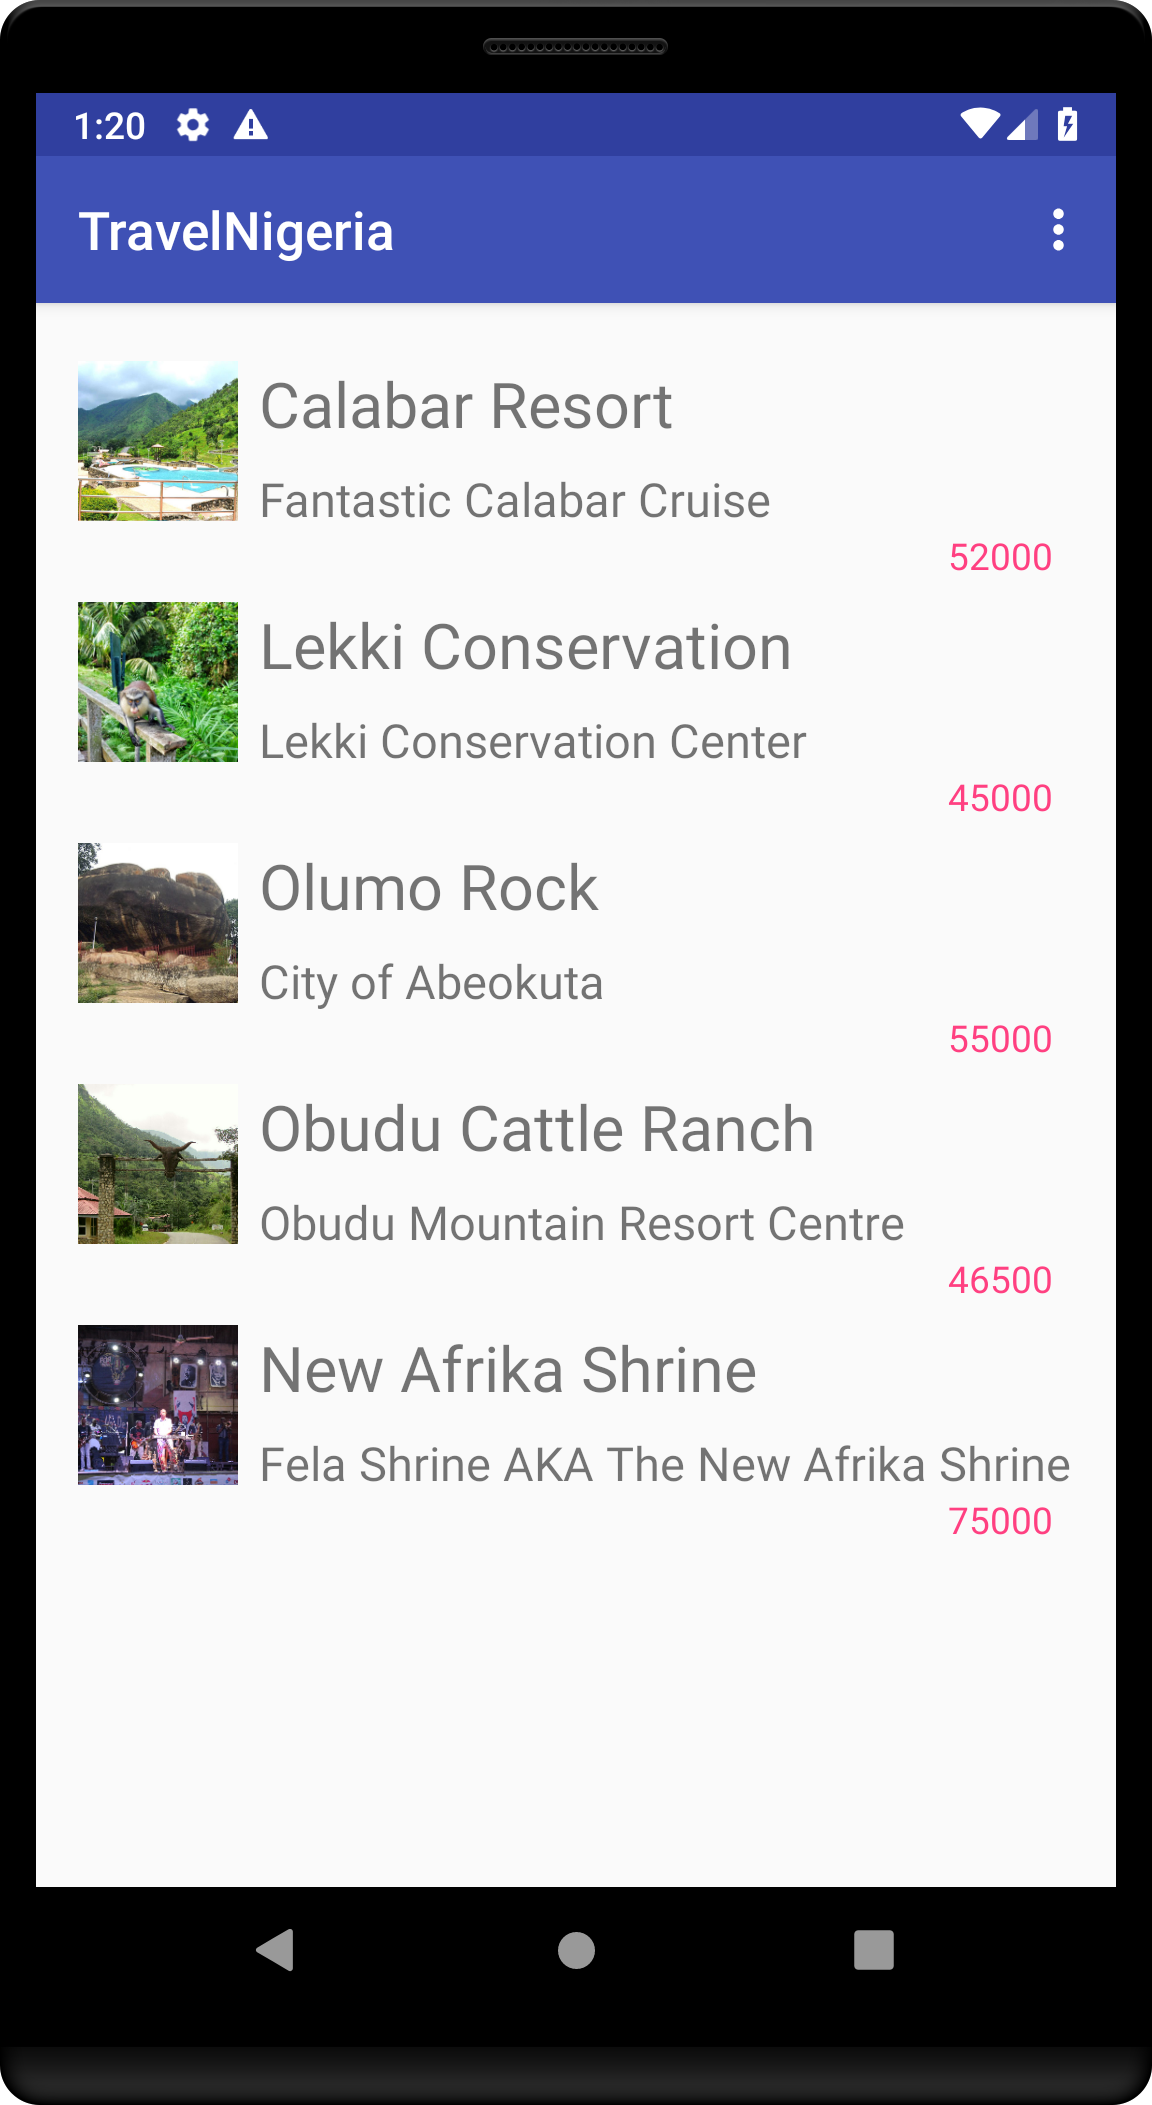 1:20
TravelNigeria
Calabar Resort
Fantastic Calabar Cruise
52000
Lekki Conservation
Lekki Conservation Center
45000
Olumo Rock
City of Abeokuta
55000
Obudu Cattle Ranch
Obudu Mountain Resort Centre
46500
New Afrika Shrine
Fela Shrine AKA The New Afrika Shrine
75000